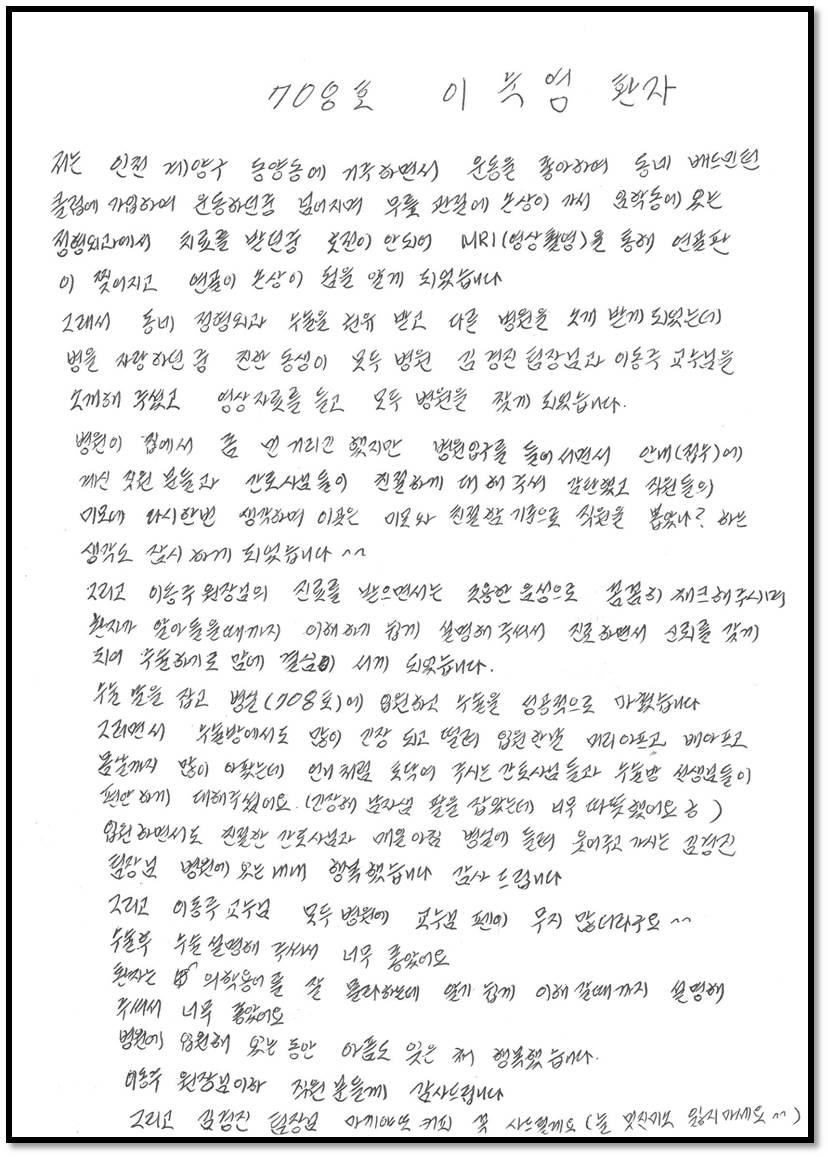 708호 이 환자
저는 인천 계양구 동양동에 거주하면서 운동을 좋아하여 동네 배드민턴
클럽에 가입하여 운동하던중 넘어지며 무릎 관절에 손상이 가서 있는
정형외과에서 치료를 받던중 호전이 안되어 MRI(영상촬영)을 통해 연골판
이 찢어지고 연골이 손상이 됨을 알게 되었습니다
그래서 동네 정형외과 수술을 권유 받고 다른 병원을 소개 받게 되었는데
병을 자랑하던 중 친한 동생이 모두 병원 김경진 팀장님과 이동주 교수님을
소개해 주셨고 영상자료를 들고 모두 병원을 찾게 되었습니다.
병원이 집에서 좀 먼 거리긴 했지만 병원입구를 들어서면서 안내(접수)에
계신 직원 분들과 간호사님들이 친절하게 대해 주셔 감탄했고 직원들의
미모에 다시한번 생각하며 이곳은 미모와 친절함 기준으로 직원을 뽑았나? 하는
생각도 잠시 하게 되었습니다 ^^
그리고 이동주 원장님의 진료를 받으면서는 조용한 음성으로 꼼꼼히 체크해주시며
환자가 알아들을때까지 이해하기 쉽게 설명해 주셔서 진료하면서 신뢰를 갖게
되어 수술하기로 맘에 결심이 서게 되었습니다.
수술 날을 잡고 병실(708호)에 입원하고 수술을 성공적으로 마쳤습니다
그러면서 수술방에서도 많이 긴장 되고 떨려 입원한날 머리아프고 배아프고
몸살까지 많이 아팠는데 언니처럼 토닥여 주시는 간호사님들과 수술방 선생님들이
편안하게 대해주셨어요. (긴장해 남자님 팔을 잡았는데 너무 따뜻했어요 ㅎ)
입원하면서도 친절한 간호사님과 매일아침 병실에 들려 웃어주고 가시는 김경진
팀장님 병원에 있는내내 행복했습니다 감사드립니다
그리고 이동주 교수님 모두병원에 교수님 팬이 무지 많더라구요 ^^
수술후 수술설명해 주셔서 너무 좋았어요
환자는 의학용어를 잘 몰라하는데 알기 쉽게 이해 갈때까지 설명해
주셔서 너무 좋았어요
병원에 입원해 있는 동안 아픔도 잊은 채 행복했습니다.
이동주 원장님이하 직원 분들께 감사드립니다
그리고 김경진 팀장님 마끼아또 커피 꼭 사드릴게요 (늘 멋진미모 잃지마세요 ^^)